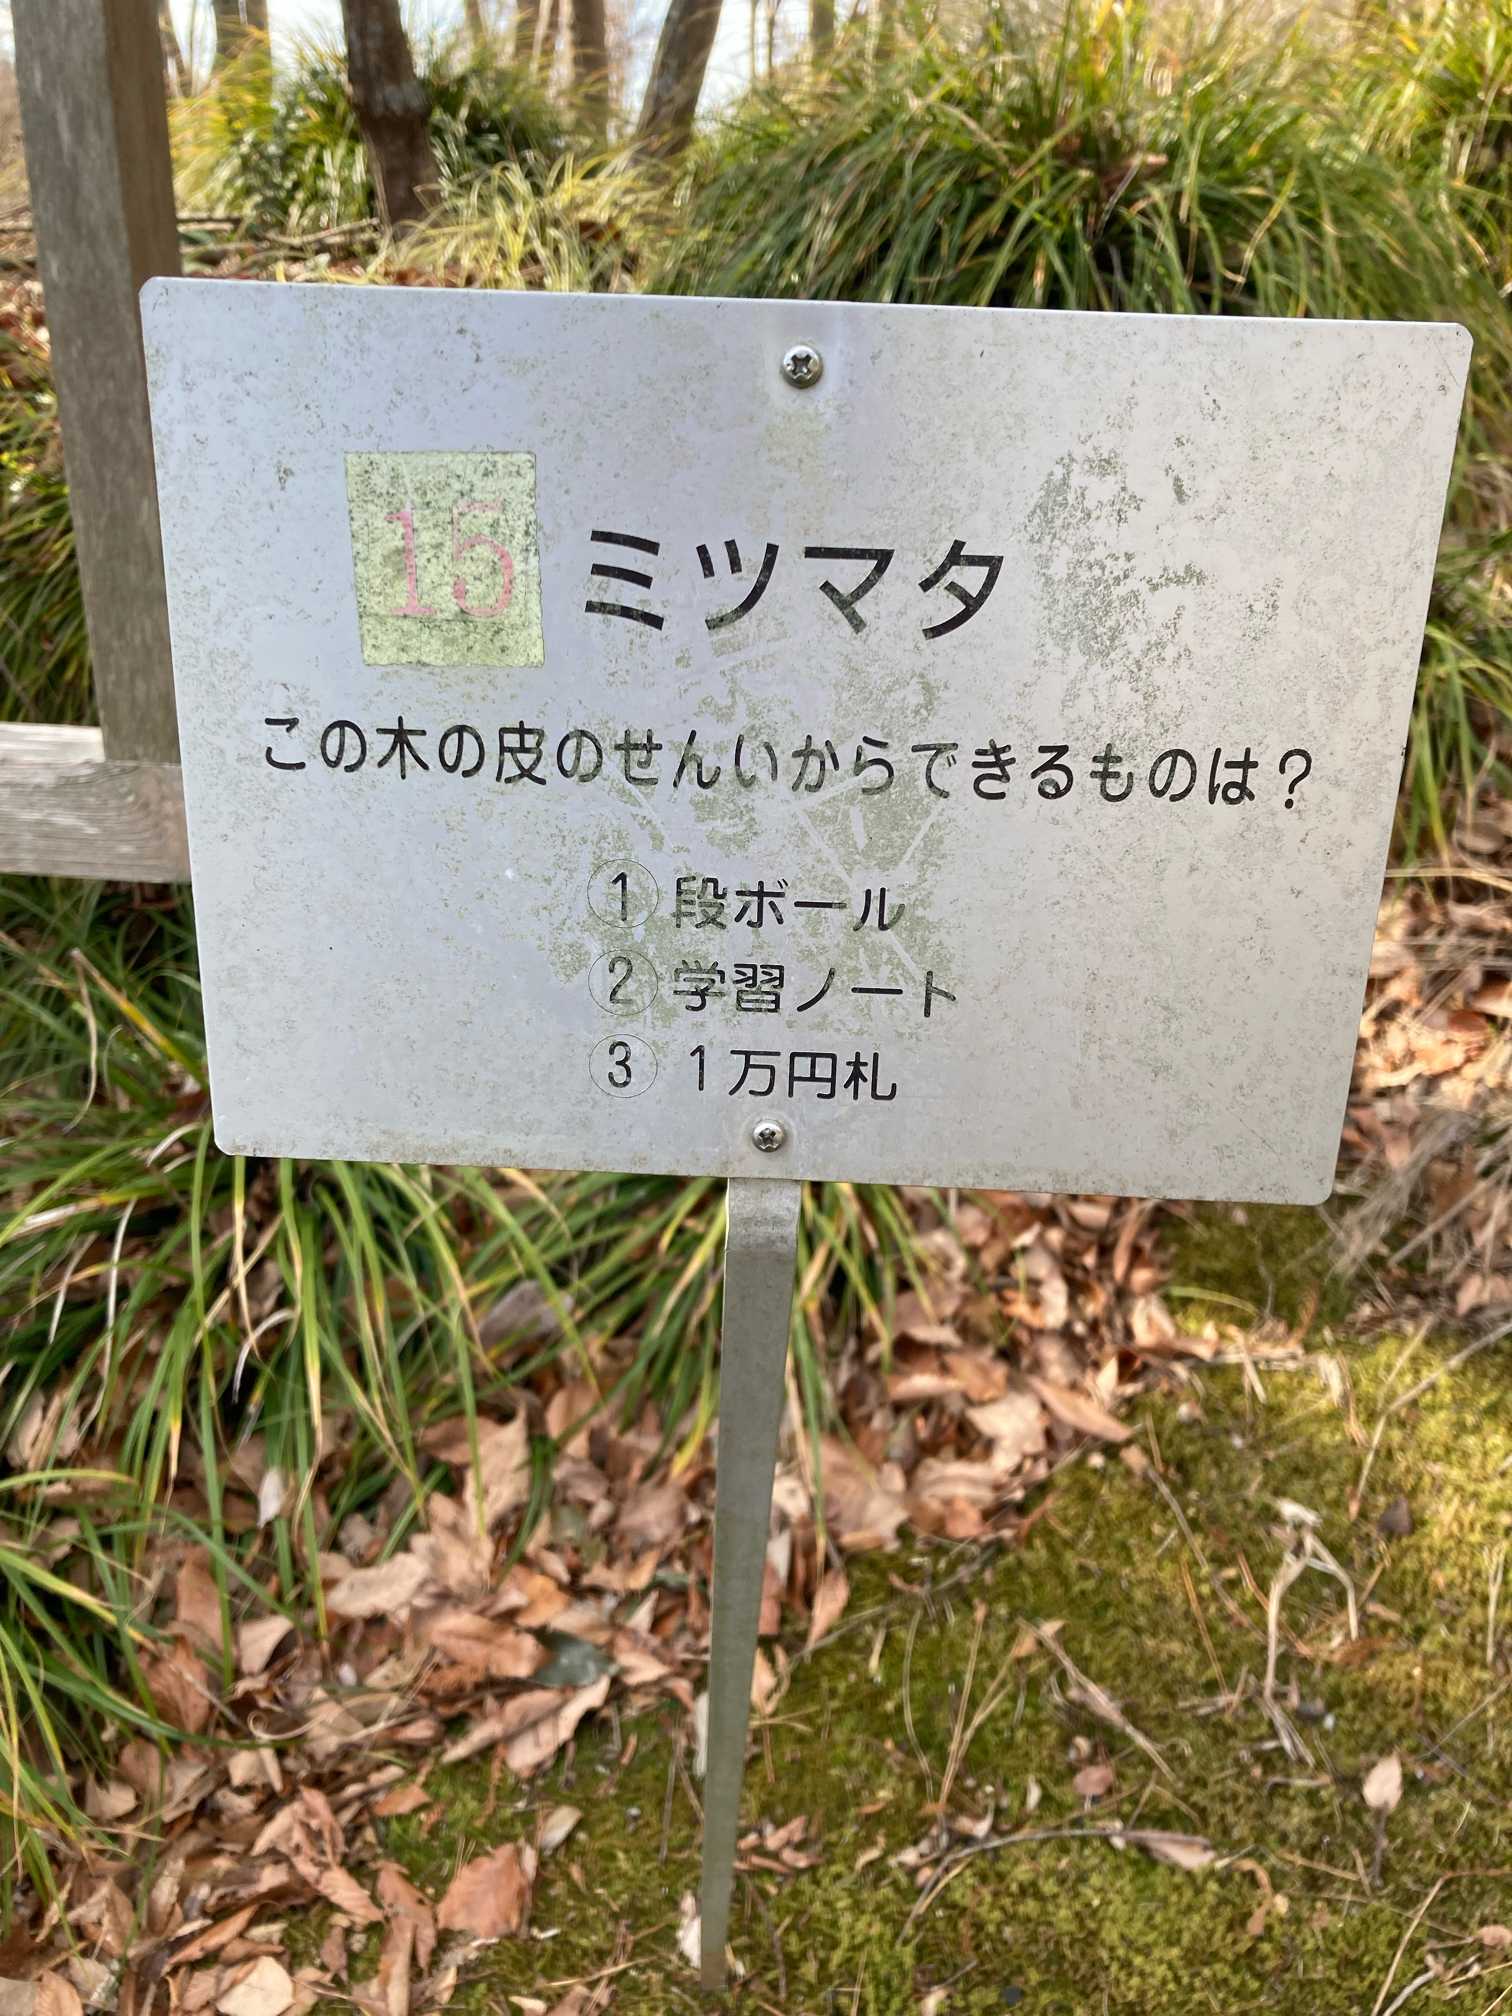 15 ミツマタ
この木の皮のせんいからできるものは？
① 段ボール
② 学習ノート
③ 1万円札